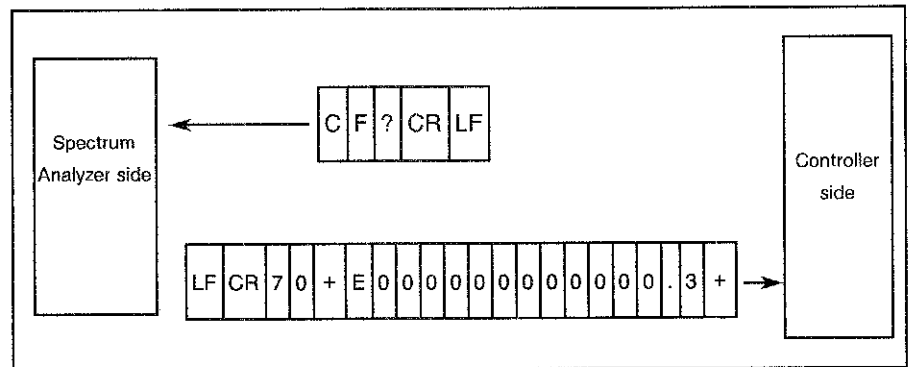 C F ? CR LF
Spectrum
Analyzer side
Controller
side
LF CR 7 0 + E 0 0 0 0 0 0 0 0 0 0 0 0 . 3 +